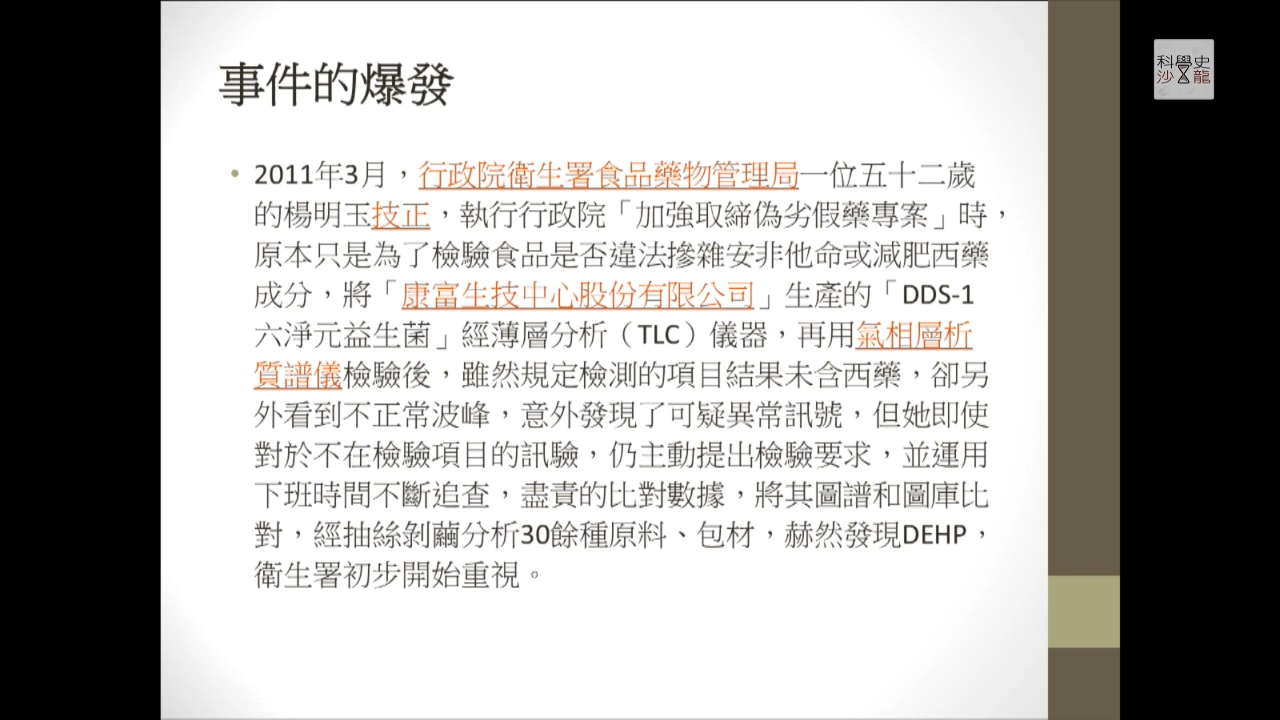 事件的爆發
科學史
沙龍
• 2011年3月，行政院衛生署食品藥物管理局一位五十二歲
的楊明玉技正，執行行政院「加強取締偽劣假藥專案」時，
原本只是為了檢驗食品是否違法摻雜安非他命或減肥西藥
成分，將「康富生技中心股份有限公司」生產的「DDS-1
六淨元益生菌」經薄層分析（TLC）儀器，再用氣相層析
質譜儀檢驗後，雖然規定檢測的項目結果未含西藥，卻另
外看到不正常波峰，意外發現了可疑異常訊號，但她即使
對於不在檢驗項目的訊驗，仍主動提出檢驗要求，並運用
下班時間不斷追查，盡責的比對數據，將其圖譜和圖庫比
對，經抽絲剝繭分析30餘種原料、包材，赫然發現DEHP，
衛生署初步開始重視。